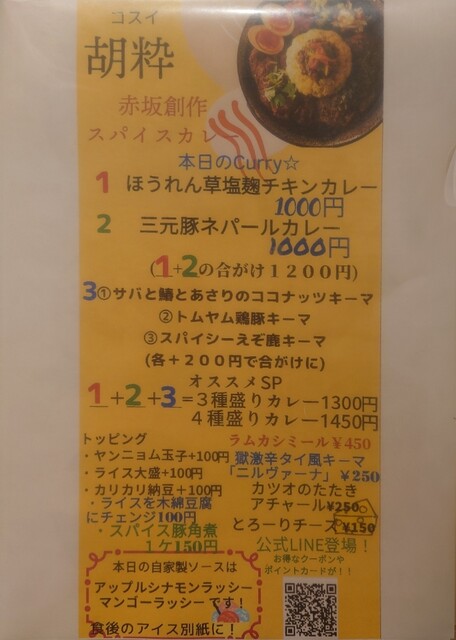 コスイ
胡粋
赤坂創作
スパイスカレー
本日のCurry☆
1 ほうれん草塩麹チキンカレー
1000円
2 三元豚ネパールカレー
1000円
(1+2の合がけ1200円)
3①サバと鰆とあさりのココナッツキーマ
②トムヤム鶏豚キーマ
③スパイシーえぞ鹿キーマ
(各+200円で合がけに)
オススメSP
1+2+3=3種盛りカレー1300円
4種盛りカレー1450円
トッピング
・ヤンニョム玉子+100円
・ライス大盛+100円
・カリカリ納豆+100円
・ライスを木綿豆腐
にチェンジ100円
・スパイス豚角煮
1ケ150円
ラムカシミール¥450
獄激辛タイ風キーマ
「ニルヴァーナ」¥250
カツオのたたき
アチャール¥250
とろーりチーズ¥150
公式LINE登場!
お得なクーポンや
ポイントカードが!!
本日の自家製ソースは
アップルシナモンラッシー
マンゴーラッシーです!
食後のアイス別紙に!